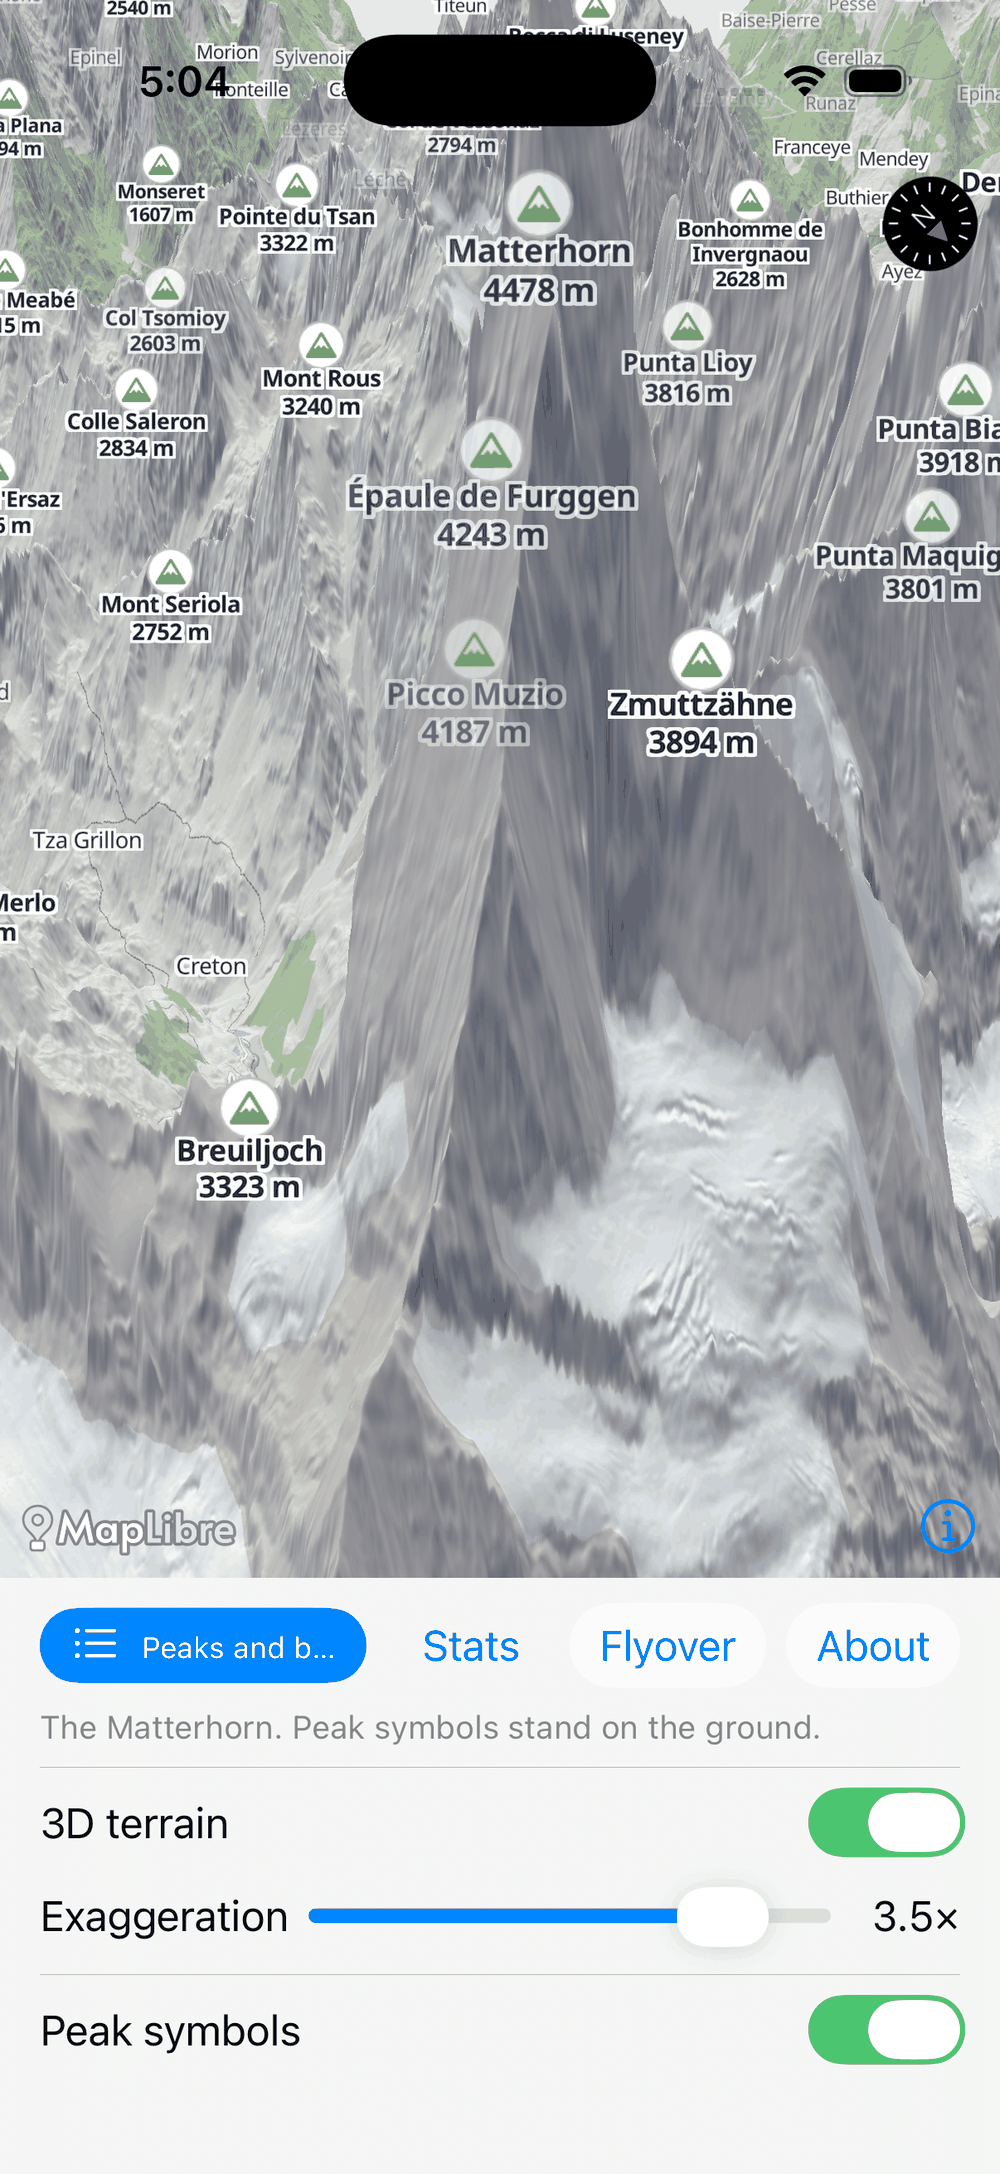 2540 m
Titeun
Pesse
Baise-Pierre
Epinel
Morion
Sylvenoir
Cerellaz
5:04
Runaz
2794 m
a Plana
94 m
Franceye
Mendey
Léché
Monseret
1607 m
Pointe du Tsan
3322 m
Matterhorn
4478 m
Bonhomme de
Invergnaou
2628 m
Buthier
N
Ayez
Meabé
15 m
Col Tsomioy
2603 m
Mont Rous
3240 m
Punta Lioy
3816 m
Colle Saleron
2834 m
Punta Bia
3918 m
'Ersaz
Épaule de Furggen
4243 m
Punta Maquig
3801 m
Mont Seriola
2752 m
Picco Muzio
4187 m
Zmuttzähne
3894 m
Tza Grillon
Merlo
m
Creton
Breuiljoch
3323 m
MapLibre
Peaks and b...
Stats
Flyover
About
The Matterhorn. Peak symbols stand on the ground.
3D terrain
Exaggeration
3.5×
Peak symbols